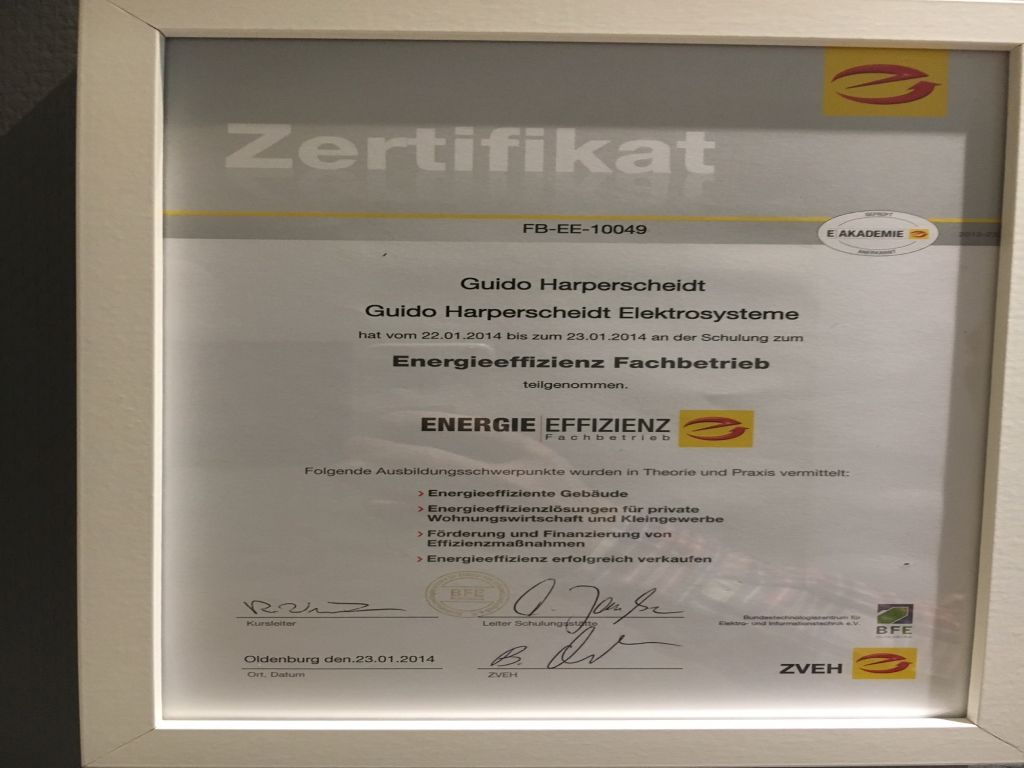 Zertifikat
FB-EE-10049
GEPRÜFT
E AKADEMIE
ANERKANNT
Guido Harperscheidt
Guido Harperscheidt Elektrosysteme
hat vom 22.01.2014 bis zum 23.01.2014 an der Schulung zum
Energieeffizienz Fachbetrieb
teilgenommen.
ENERGIE EFFIZIENZ
Fachbetrieb
Folgende Ausbildungsschwerpunkte wurden in Theorie und Praxis vermittelt:
› Energieeffiziente Gebäude
› Energieeffizienzlösungen für private
Wohnungswirtschaft und Kleingewerbe
› Förderung und Finanzierung von
Effizienzmaßnahmen
› Energieeffizienz erfolgreich verkaufen
BFE
Kursleiter
Leiter Schulungsstätte
Bundestechnologiezentrum für
Elektro- und Informationstechnik e.V.
BFE
Oldenburg den.23.01.2014
Ort, Datum
ZVEH
ZVEH